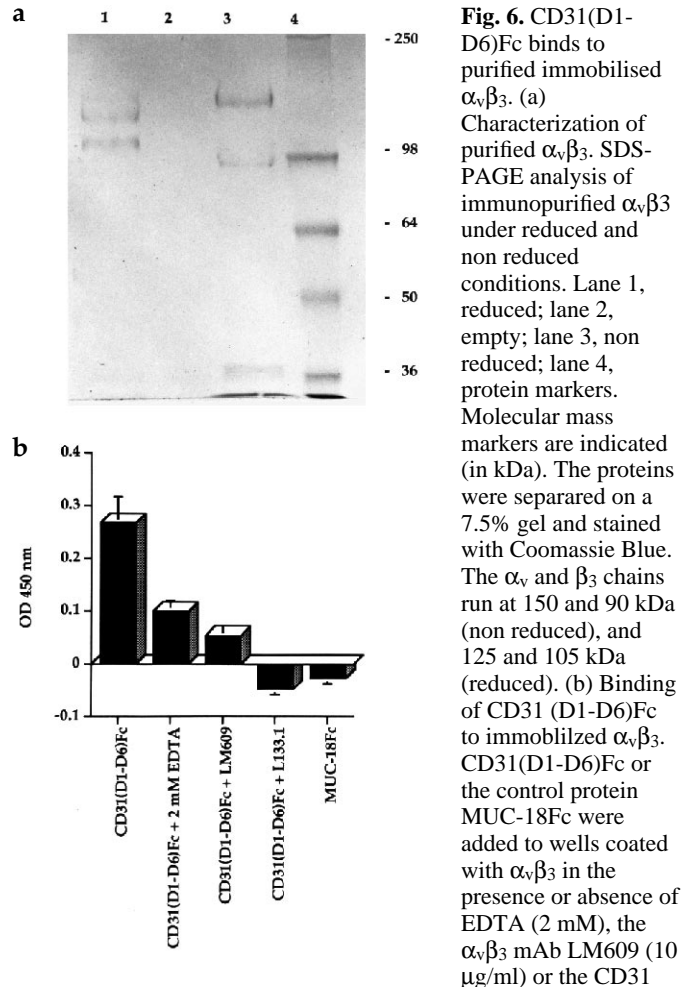 a
1 2 3 4
- 250
- 98
- 64
- 50
- 36
b
0.4
0.3
0.2
0.1
0
-0.1
OD 450 nm
CD31(D1-D6)Fc
CD31(D1-D6)Fc + 2 mM EDTA
CD31(D1-D6)Fc + LM609
CD31(D1-D6)Fc + L133.1
MUC-18Fc
Fig. 6. CD31(D1-
D6)Fc binds to
purified immobilised
αvβ3. (a)
Characterization of
purified αvβ3. SDS-
PAGE analysis of
immunopurified αvβ3
under reduced and
non reduced
conditions. Lane 1,
reduced; lane 2,
empty; lane 3, non
reduced; lane 4,
protein markers.
Molecular mass
markers are indicated
(in kDa). The proteins
were separared on a
7.5% gel and stained
with Coomassie Blue.
The αv and β3 chains
run at 150 and 90 kDa
(non reduced), and
125 and 105 kDa
(reduced). (b) Binding
of CD31 (D1-D6)Fc
to immoblilzed αvβ3.
CD31(D1-D6)Fc or
the control protein
MUC-18Fc were
added to wells coated
with αvβ3 in the
presence or absence of
EDTA (2 mM), the
αvβ3 mAb LM609 (10
µg/ml) or the CD31